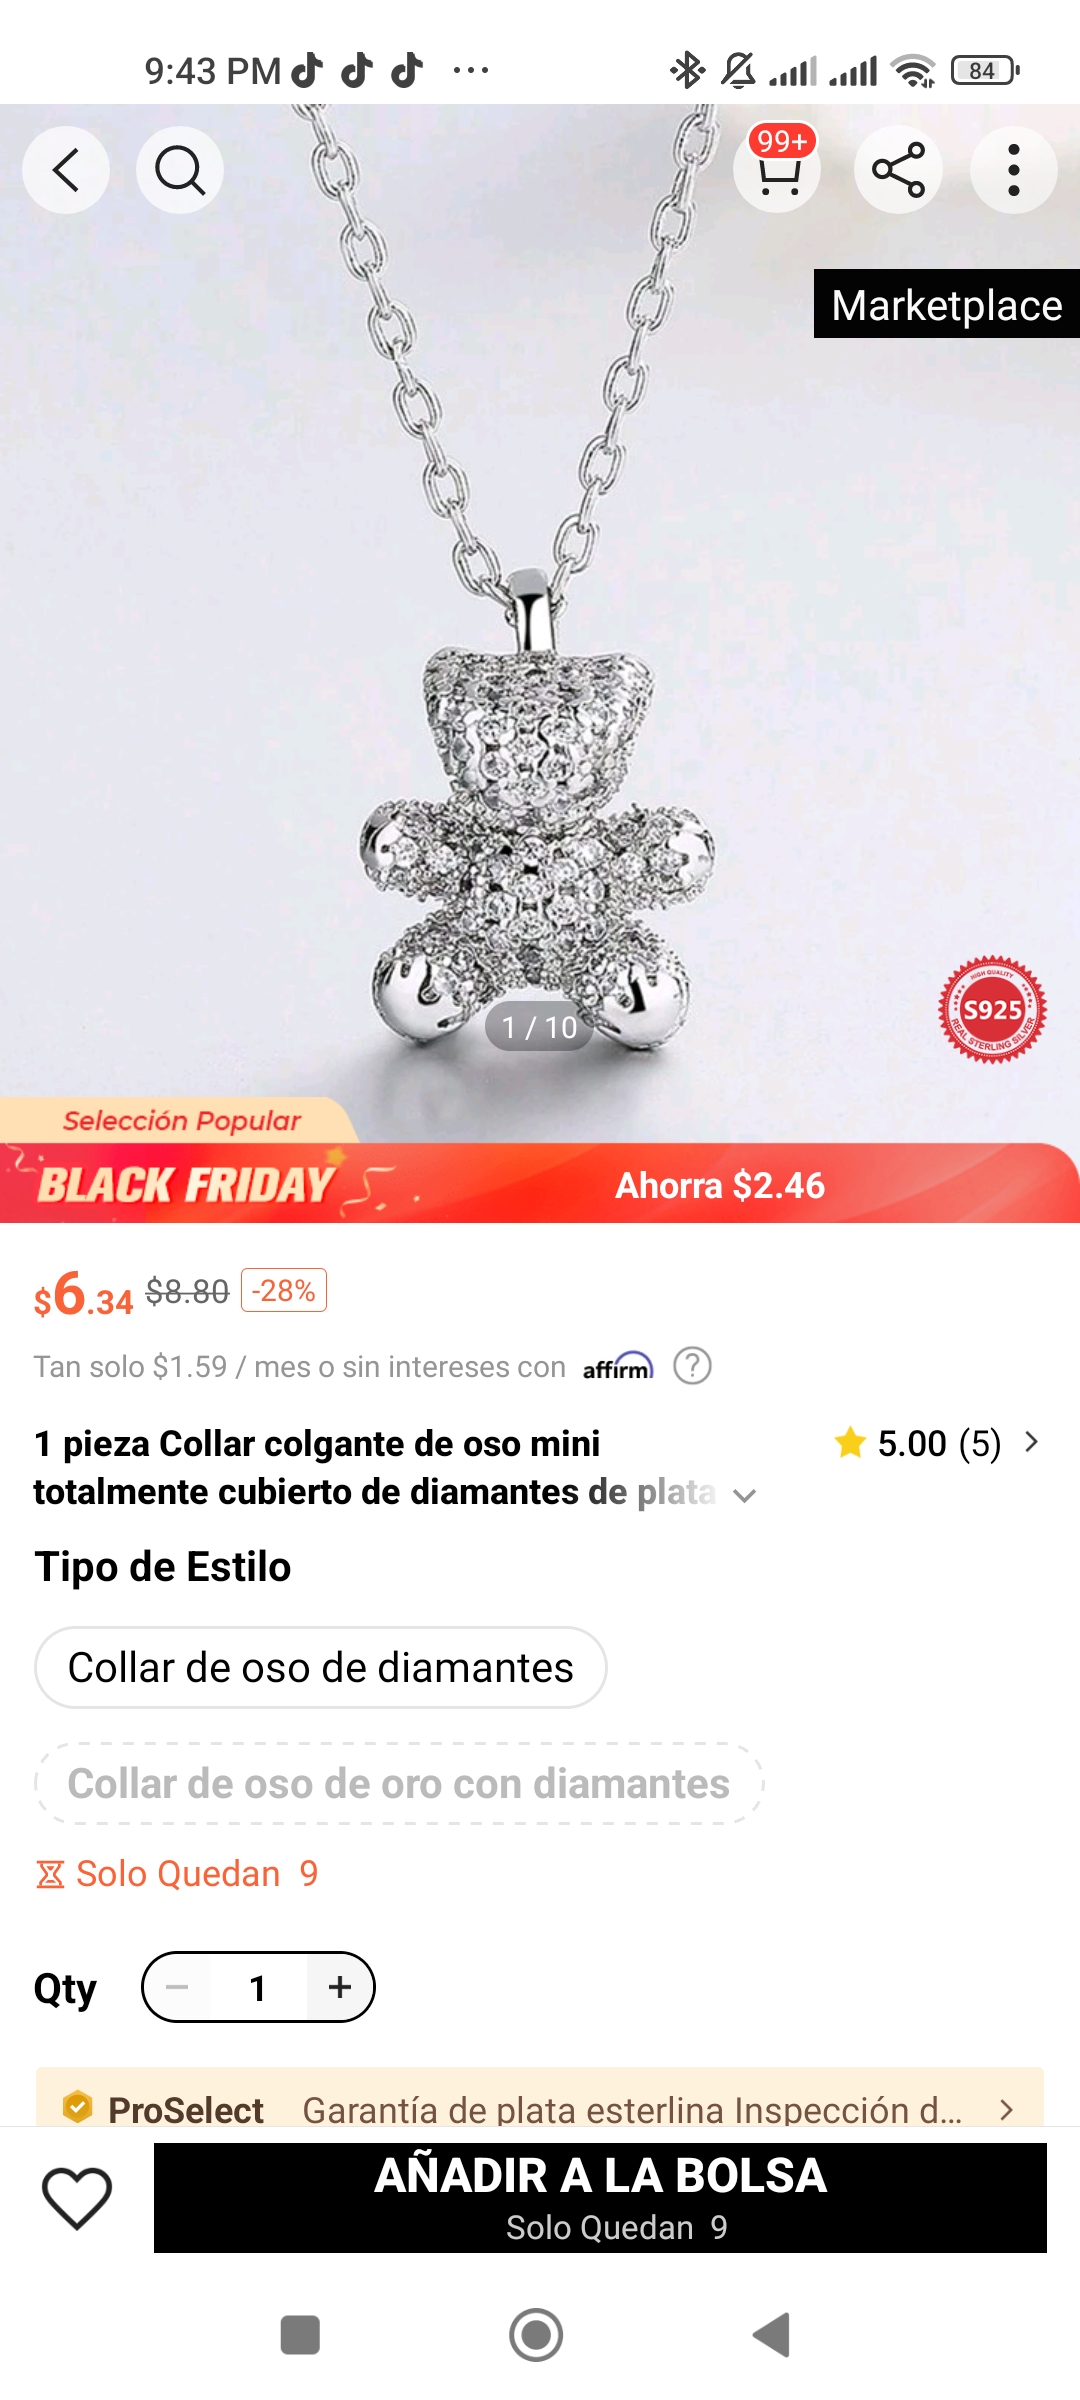 9:43 PM
84
99+
Marketplace
HIGH QUALITY
S925
REAL STERLING SILVER
1 / 10
Selección Popular
BLACK FRIDAY
Ahorra $2.46
$6.34 $8.80 -28%
Tan solo $1.59 / mes o sin intereses con affirm ?
1 pieza Collar colgante de oso mini
totalmente cubierto de diamantes de plata
5.00 (5)
Tipo de Estilo
Collar de oso de diamantes
Collar de oso de oro con diamantes
Solo Quedan 9
Qty 1 +
ProSelect Garantía de plata esterlina Inspección d...
AÑADIR A LA BOLSA
Solo Quedan 9